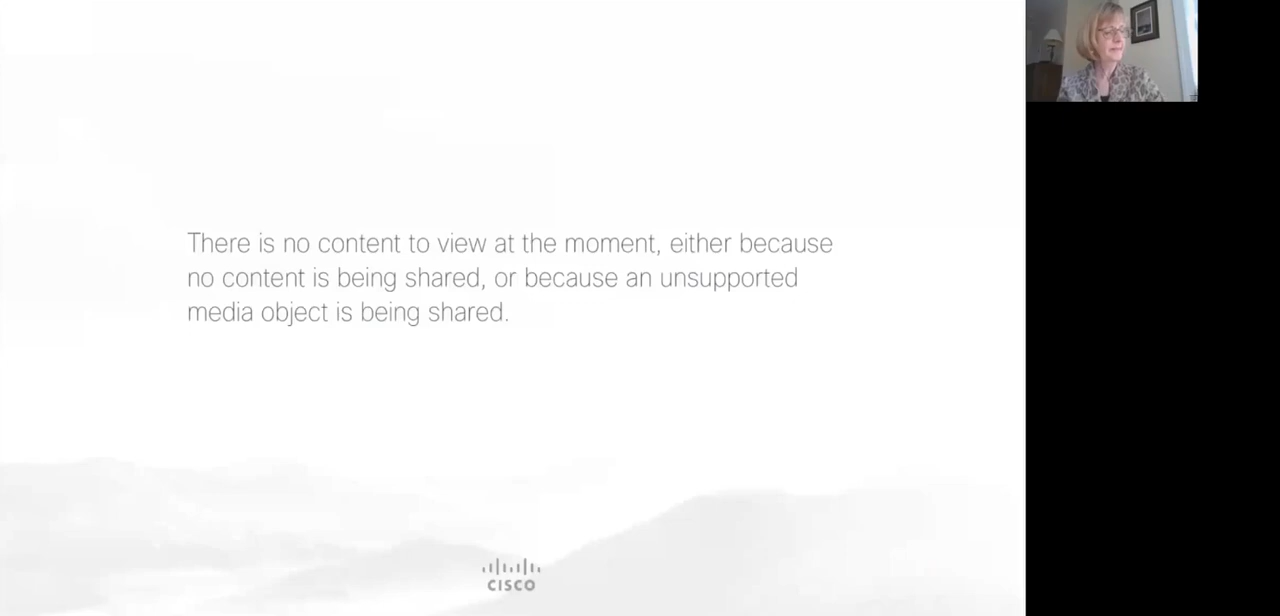 There is no content to view at the moment, either because
no content is being shared, or because an unsupported
media object is being shared.
CISCO